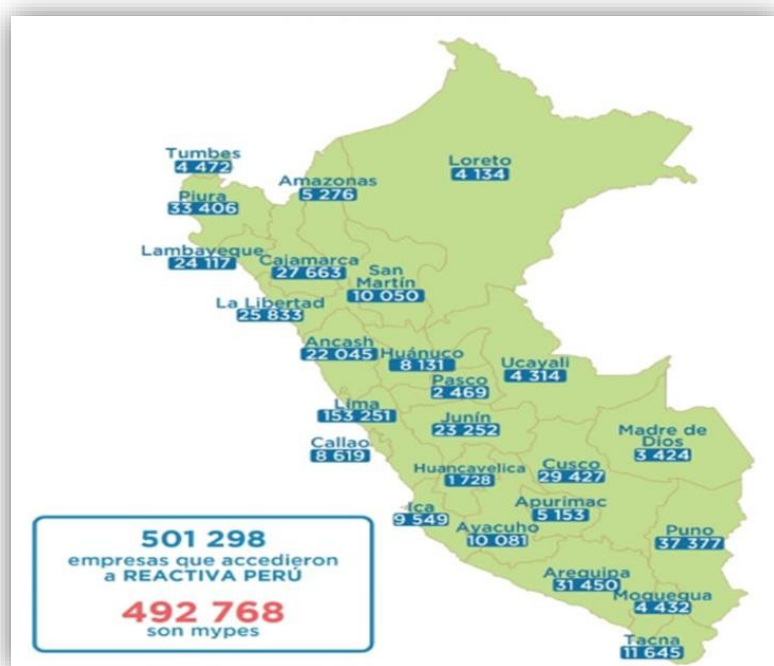 Tumbes
4 472
Piura
33 406
Lambayeque
24 117
Amazonas
5 276
Loreto
4 134
Cajamarca
27 663
San
Martín
10 050
La Libertad
25 833
Ancash
22 045
Huánuco
8 131
Ucayali
4 314
Pasco
2 469
Lima
153 251
Callao
8 619
Junín
23 252
Madre de
Dios
3 424
Huancavelica
1 728
Cusco
29 427
Ica
9 549
Ayacuho
10 081
Apurimac
5 153
Puno
37 377
Arequipa
31 450
Moquegua
4 432
Tacna
11 645
501 298
empresas que accedieron
a REACTIVA PERÚ
492 768
son mypes